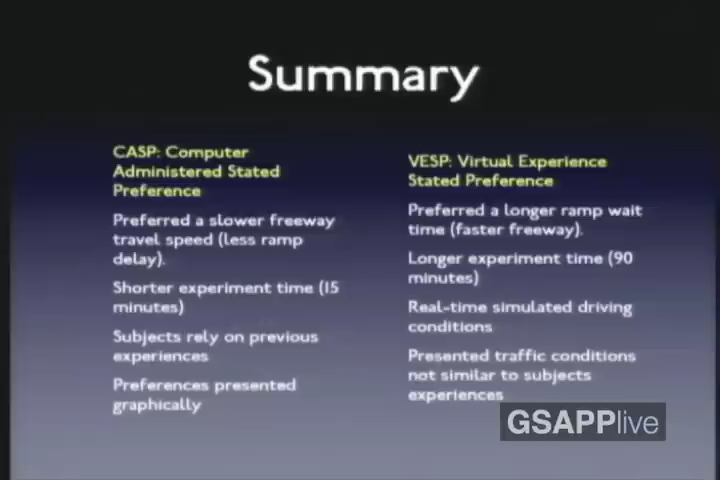 Summary
CASP: Computer
Administered Stated
Preference
Preferred a slower freeway
travel speed (less ramp
delay).
Shorter experiment time (15
minutes)
Subjects rely on previous
experiences
Preferences presented
graphically
VESP: Virtual Experience
Stated Preference
Preferred a longer ramp wait
time (faster freeway).
Longer experiment time (90
minutes)
Real-time simulated driving
conditions
Presented traffic conditions
not similar to subjects
experiences
GSAPPlive